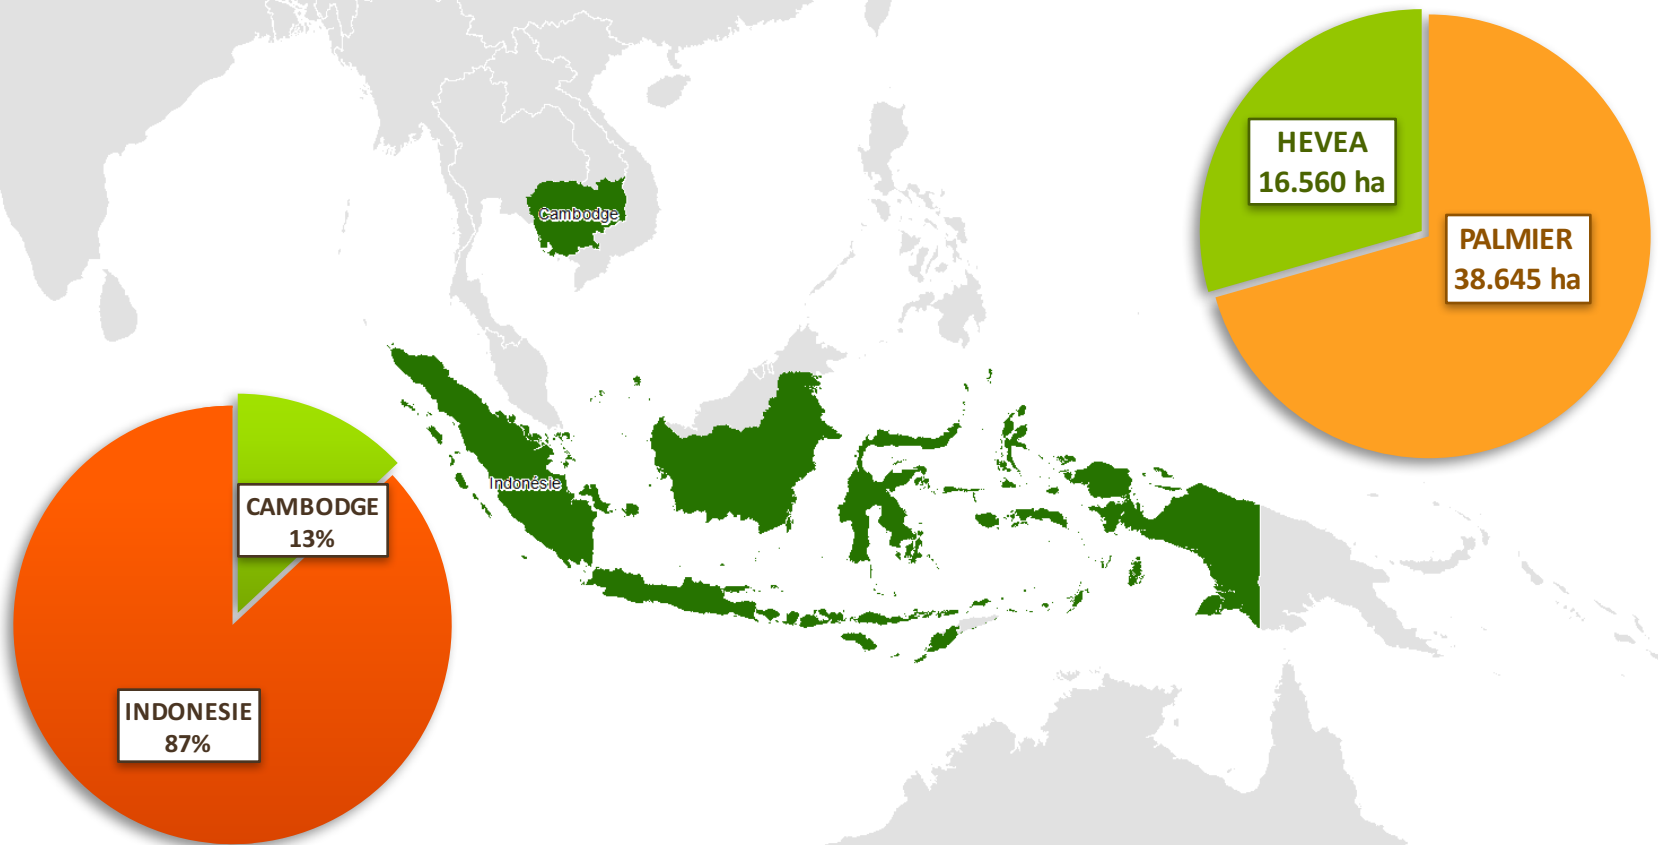 HEVEA
16.560 ha
PALMIER
38.645 ha
Cambodge
Indonésie
CAMBODGE
13%
INDONESIE
87%